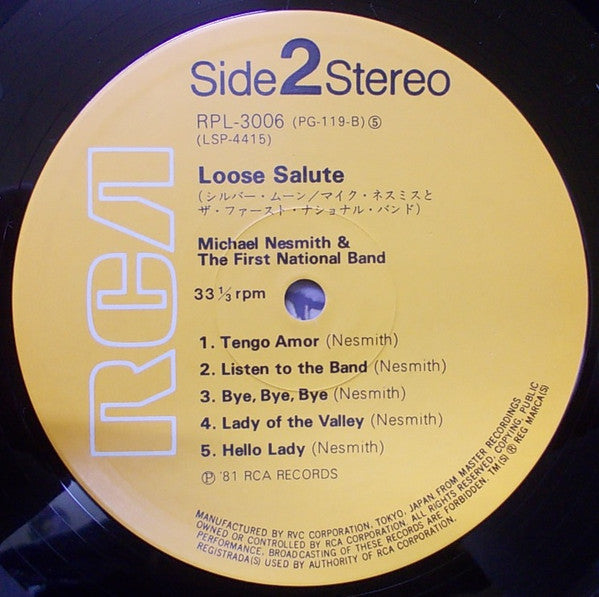 Side 2 Stereo
RPL-3006 (PG-119-B)⑤
(LSP-4415)
Loose Salute
(シルバー・ムーン/マイク・ネスミスと
ザ・ファースト・ナショナル・バンド)
Michael Nesmith &
The First National Band
33 1/3 rpm
1. Tengo Amor (Nesmith)
2. Listen to the Band (Nesmith)
3. Bye, Bye, Bye (Nesmith)
4. Lady of the Valley (Nesmith)
5. Hello Lady (Nesmith)
Ⓟ '81 RCA RECORDS
RCA
MANUFACTURED BY RVC CORPORATION, TOKYO, JAPAN, FROM MASTER RECORDINGS
OWNED OR CONTROLLED BY RCA CORPORATION. ALL RIGHTS RESERVED. COPYING, PUBLIC
PERFORMANCE, BROADCASTING OF THESE RECORDS ARE FORBIDDEN. TM(S) ® REG MARCA(S)
REGISTRADA(S) USED BY AUTHORITY OF RCA CORPORATION.